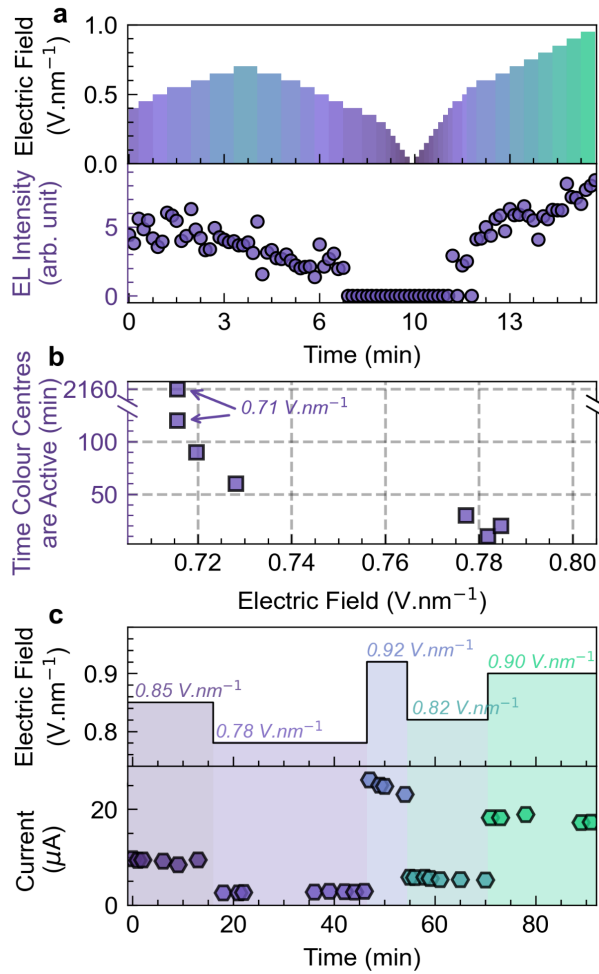 a
Electric Field
(V.nm⁻¹)
1.0
0.5
0.0
EL Intensity
(arb. unit)
5
0
0 3 6 10 13
Time (min)
b
Time Colour Centres
are Active (min)
2160
100
50
0.71 V.nm⁻¹
0.72 0.74 0.76 0.78 0.80
Electric Field (V.nm⁻¹)
c
Electric Field
(V.nm⁻¹)
0.9
0.8
0.85 V.nm⁻¹
0.78 V.nm⁻¹
0.92 V.nm⁻¹
0.82 V.nm⁻¹
0.90 V.nm⁻¹
Current
(μA)
20
0
0 20 40 60 80
Time (min)